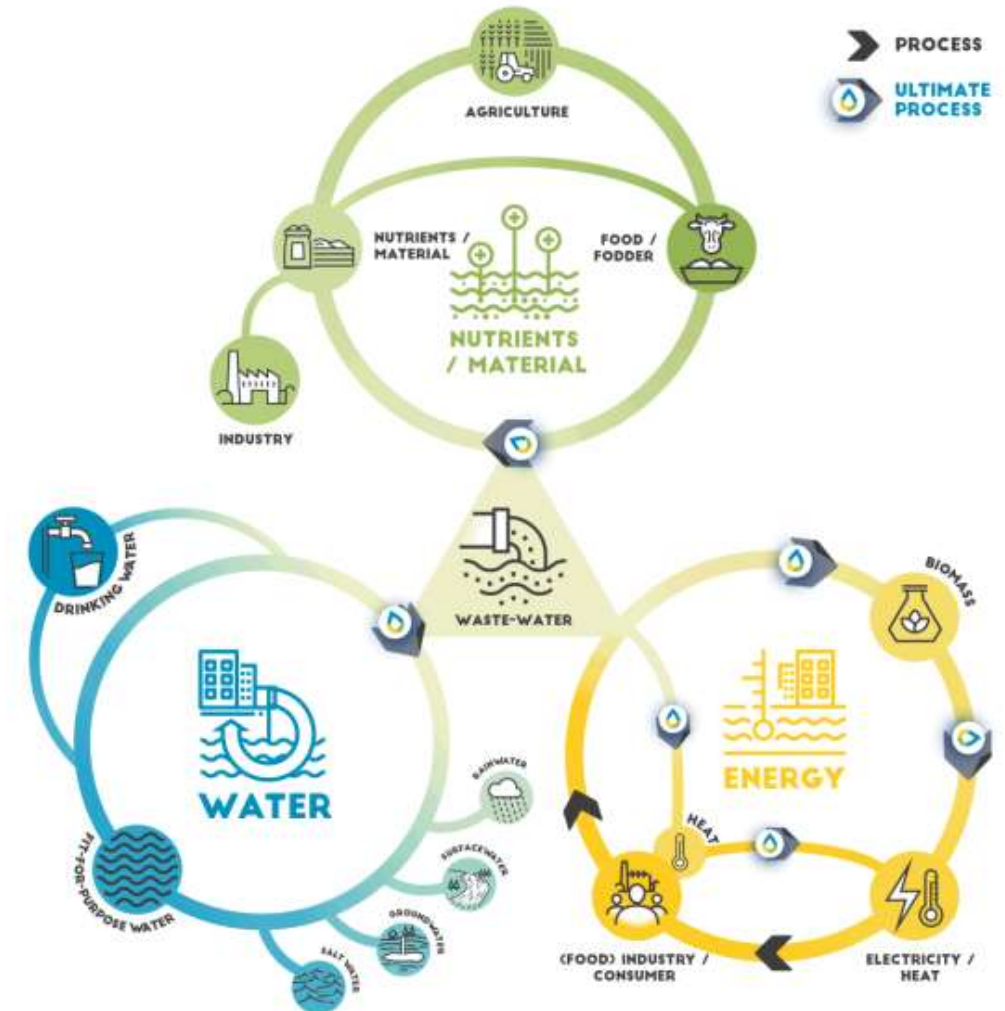 PROCESS
ULTIMATE
PROCESS
AGRICULTURE
NUTRIENTS /
MATERIAL
FOOD /
FODDER
NUTRIENTS
/ MATERIAL
INDUSTRY
WASTE-WATER
DRINKING WATER
WATER
FIT-FOR-PURPOSE WATER
RAINWATER
SURFACEWATER
GROUNDWATER
SALT WATER
BIOMASS
ENERGY
HEAT
(FOOD) INDUSTRY /
CONSUMER
ELECTRICITY /
HEAT